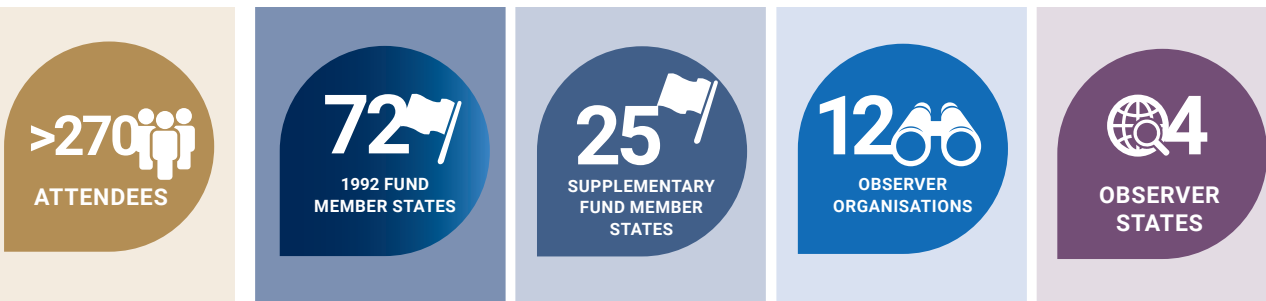 >270
ATTENDEES
72
1992 FUND
MEMBER STATES
25
SUPPLEMENTARY
FUND MEMBER
STATES
12
OBSERVER
ORGANISATIONS
4
OBSERVER
STATES